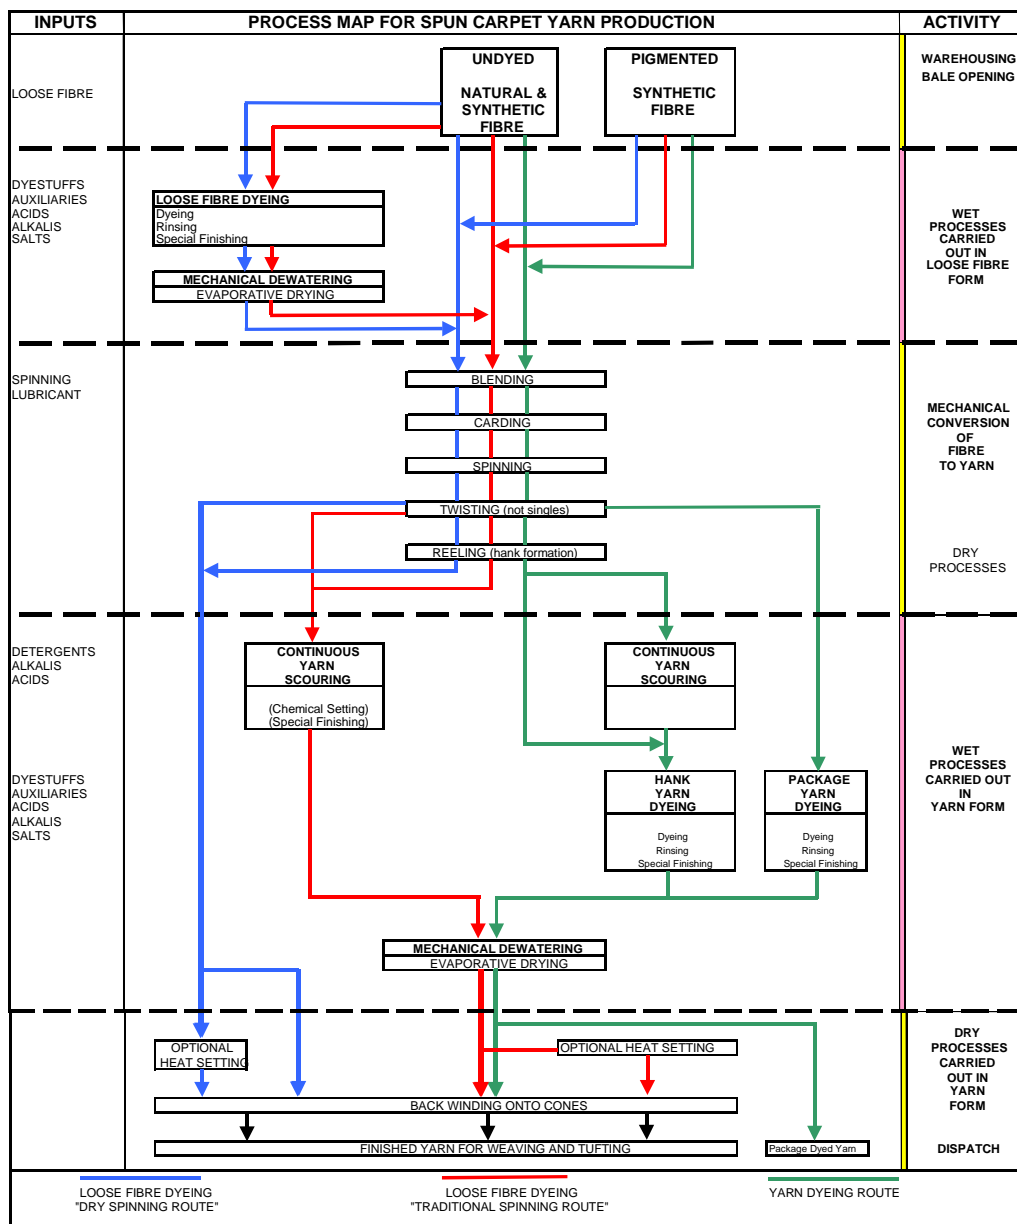 INPUTS
PROCESS MAP FOR SPUN CARPET YARN PRODUCTION
ACTIVITY
LOOSE FIBRE
UNDYED
NATURAL &
SYNTHETIC
FIBRE
PIGMENTED
SYNTHETIC
FIBRE
WAREHOUSING
BALE OPENING
DYESTUFFS
AUXILIARIES
ACIDS
ALKALIS
SALTS
LOOSE FIBRE DYEING
Dyeing
Rinsing
Special Finishing
MECHANICAL DEWATERING
EVAPORATIVE DRYING
WET
PROCESSES
CARRIED
OUT IN
LOOSE FIBRE
FORM
SPINNING
LUBRICANT
BLENDING
CARDING
SPINNING
TWISTING (not singles)
REELING (hank formation)
MECHANICAL
CONVERSION
OF
FIBRE
TO YARN
DRY
PROCESSES
DETERGENTS
ALKALIS
ACIDS
CONTINUOUS
YARN
SCOURING
(Chemical Setting)
(Special Finishing)
CONTINUOUS
YARN
SCOURING
DYESTUFFS
AUXILIARIES
ACIDS
ALKALIS
SALTS
HANK
YARN
DYEING
Dyeing
Rinsing
Special Finishing
PACKAGE
YARN
DYEING
Dyeing
Rinsing
Special Finishing
WET
PROCESSES
CARRIED OUT
IN
YARN FORM
MECHANICAL DEWATERING
EVAPORATIVE DRYING
OPTIONAL
HEAT SETTING
OPTIONAL HEAT SETTING
BACK WINDING ONTO CONES
FINISHED YARN FOR WEAVING AND TUFTING
Package Dyed Yarn
DRY
PROCESSES
CARRIED
OUT IN
YARN
FORM
DISPATCH
LOOSE FIBRE DYEING
"DRY SPINNING ROUTE"
LOOSE FIBRE DYEING
"TRADITIONAL SPINNING ROUTE"
YARN DYEING ROUTE